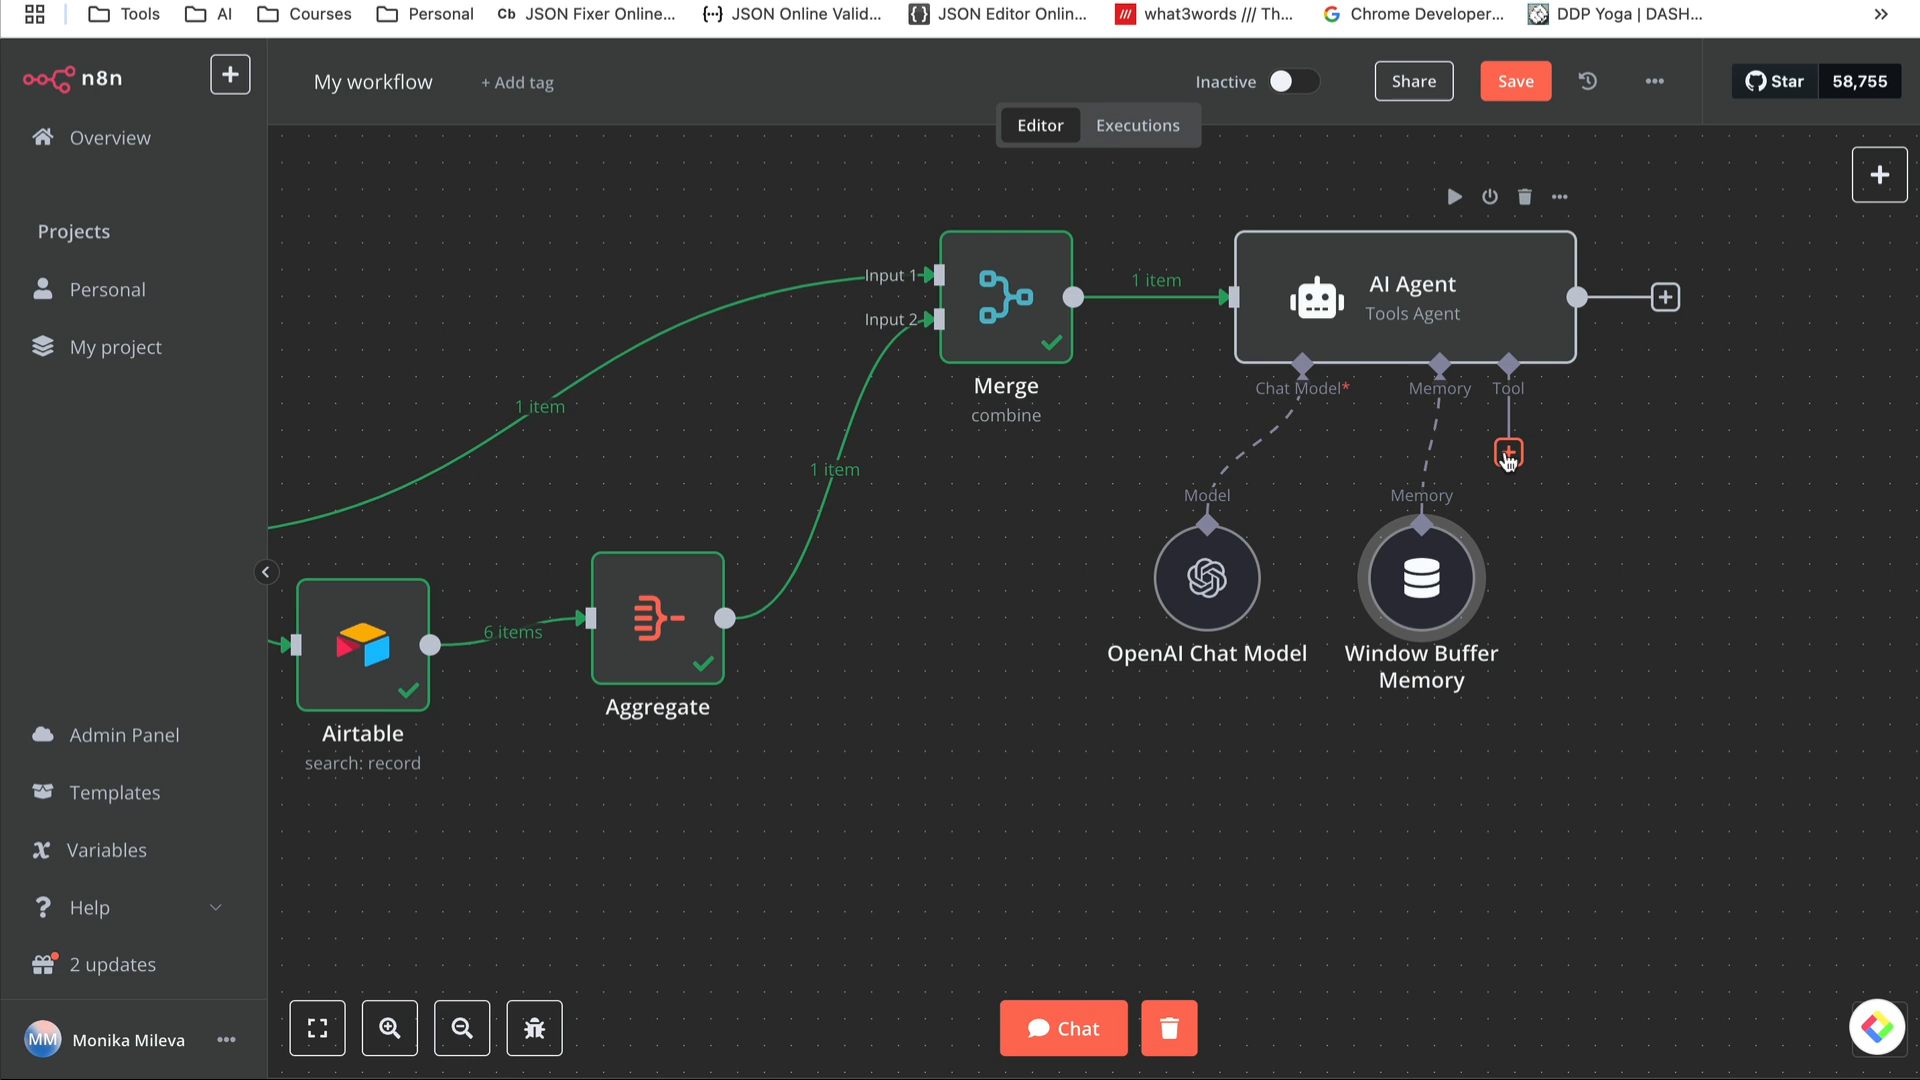 Tools
AI
Courses
Personal
Cb JSON Fixer Online...
JSON Online Valid...
JSON Editor Onlin...
what3words /// Th...
Chrome Developer...
DDP Yoga | DASH...
n8n
My workflow
+ Add tag
Inactive
Share
Save
Star
58,755
Editor
Executions
Overview
Projects
Personal
My project
Input 1
Input 2
1 item
AI Agent
Tools Agent
Chat Model*
Memory
Tool
Merge
combine
1 item
1 item
Model
Memory
6 items
OpenAI Chat Model
Window Buffer
Memory
Aggregate
Airtable
search: record
Admin Panel
Templates
Variables
Help
2 updates
MM
Monika Mileva
Chat